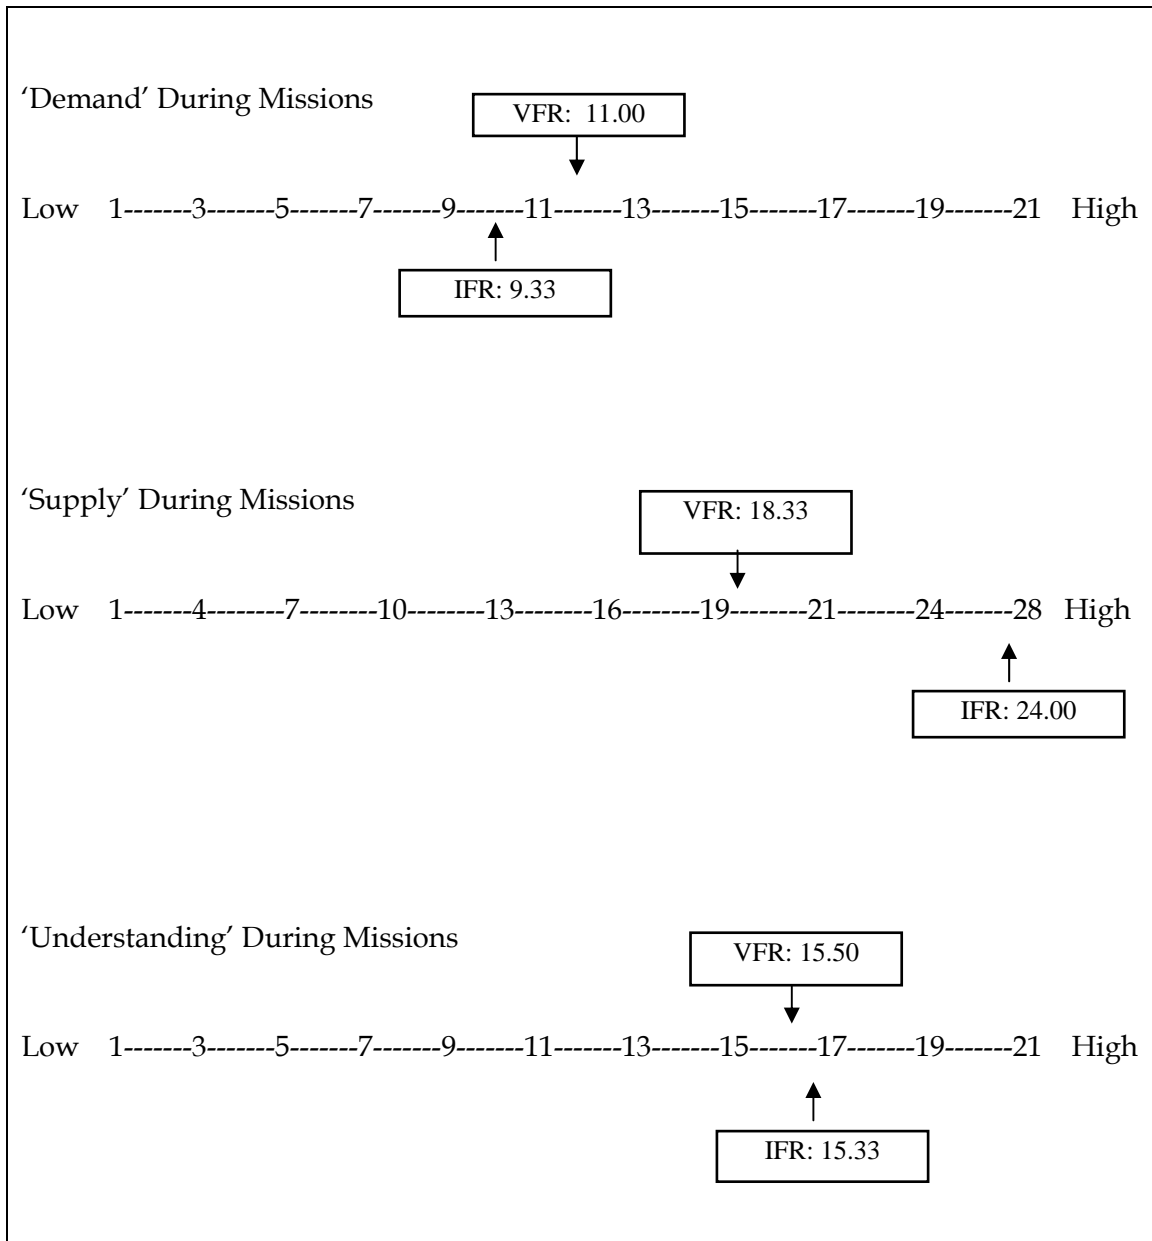 ‘Demand’ During Missions
VFR:  11.00
Low 1-------3-------5-------7-------9-------11-------13-------15-------17-------19-------21 High
IFR: 9.33
‘Supply’ During Missions
VFR: 18.33
Low 1-------4--------7--------10--------13--------16--------19--------21--------24-------28 High
IFR: 24.00
‘Understanding’ During Missions
VFR: 15.50
Low 1-------3-------5-------7-------9-------11-------13-------15-------17-------19-------21 High
IFR: 15.33